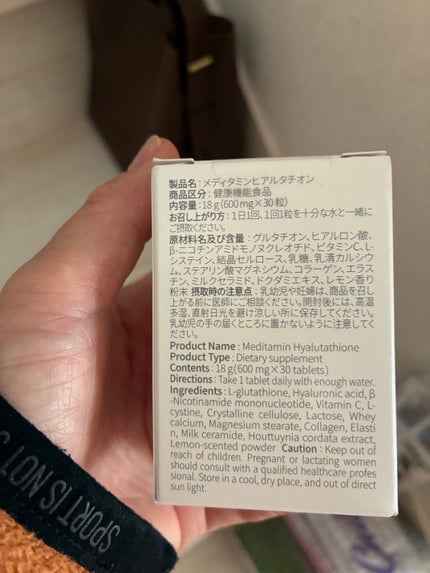 製品名 : メディタミンヒアルタチオン
商品区分 : 健康機能食品
内容量 : 18 g (600 mg × 30 粒)
お召し上がり方 : 1日1回、1回1粒を十分な水と一緒に
ご摂取ください。
原材料名及び含量 : グルタチオン、ヒアルロン酸、
β-ニコチンアミドモノヌクレオチド、ビタミンC、L-
システイン、結晶セルロース、乳糖、乳漬カルシウ
ム、ステアリン酸マグネシウム、コラーゲン、エラス
チン、ミルクセラミド、ドクダミエキス、レモン香り
粉末 摂取時の注意点 : 乳幼児や妊婦は、商品を召し
上がる前に医師にご相談ください。開封後には、高温
多湿、直射日光を避け涼しい所に保存してください。
乳幼児の手の届くところに置かないように注意してく
ださい。
Product Name : Meditamin Hyalutathione
Product Type : Dietary supplement
Contents : 18 g (600 mg × 30 tablets)
Directions : Take 1 tablet daily with enough water.
Ingredients : L-glutathione, Hyaluronic acid, β
-Nicotinamide mononucleotide, Vitamin C, L-
cystine, Crystalline cellulose, Lactose, Whey
calcium, Magnesium stearate, Collagen, Elasti
n, Milk ceramide, Houttuynia cordata extract,
Lemon-scented powder Caution : Keep out of
reach of children. Pregnant or lactating women
should consult with a qualified healthcare profes
sional. Store in a cool, dry place, and out of direct
sun light.
SPORT IS NOT